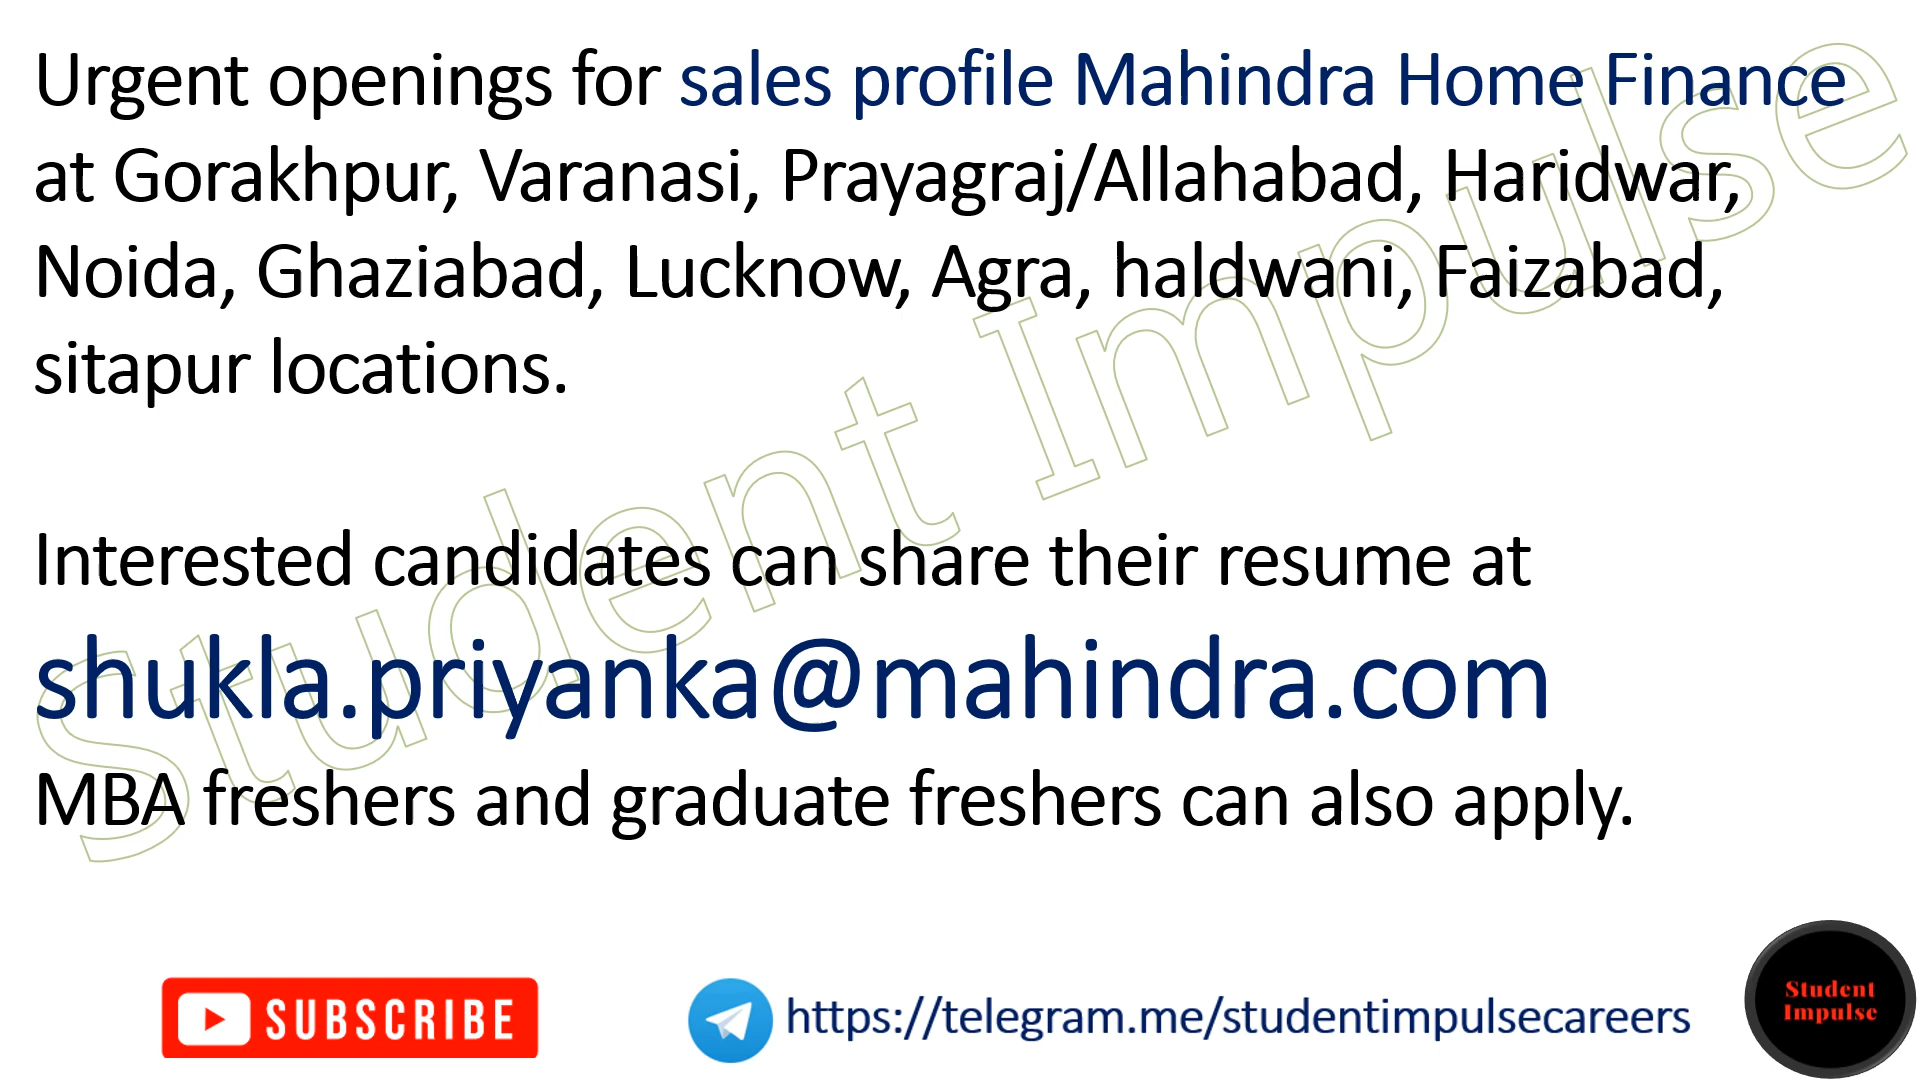 Urgent openings for sales profile Mahindra Home Finance
at Gorakhpur, Varanasi, Prayagraj/Allahabad, Haridwar,
Noida, Ghaziabad, Lucknow, Agra, haldwani, Faizabad,
sitapur locations.
Interested candidates can share their resume at
shukla.priyanka@mahindra.com
MBA freshers and graduate freshers can also apply.
Student Impulse
SUBSCRIBE
https://telegram.me/studentimpulsecareers
Student
Impulse